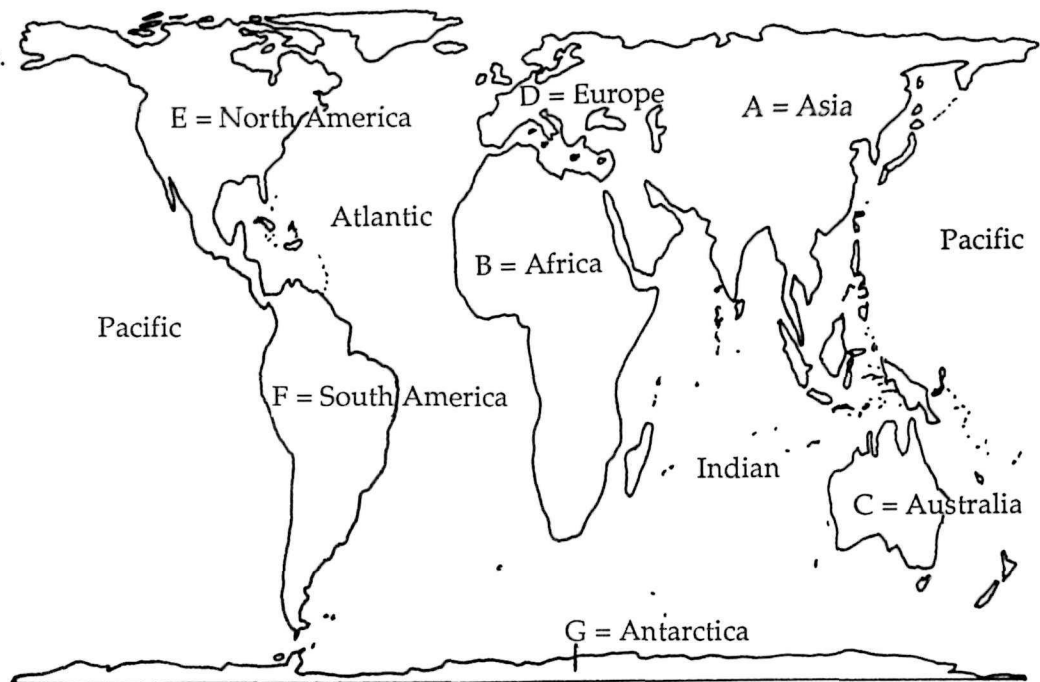 D = Europe
A = Asia
E = North America
Atlantic
Pacific
B = Africa
Pacific
F = South America
Indian
C = Australia
G = Antarctica